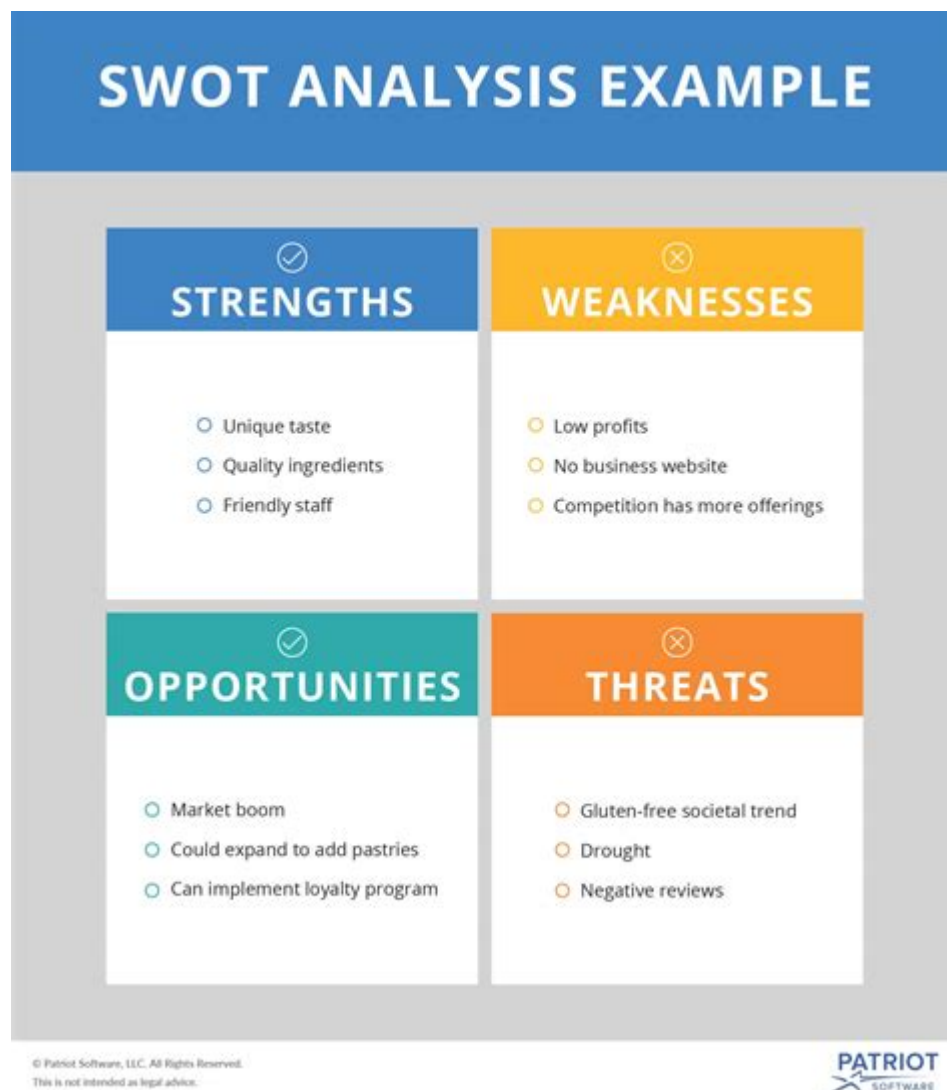 SWOT ANALYSIS EXAMPLE
STRENGTHS
Unique taste
Quality ingredients
Friendly staff
WEAKNESSES
Low profits
No business website
Competition has more offerings
OPPORTUNITIES
Market boom
Could expand to add pastries
Can implement loyalty program
THREATS
Gluten-free societal trend
Drought
Negative reviews
© Patriot Software, LLC. All Rights Reserved.
This is not intended as legal advice.
PATRIOT
SOFTWARE